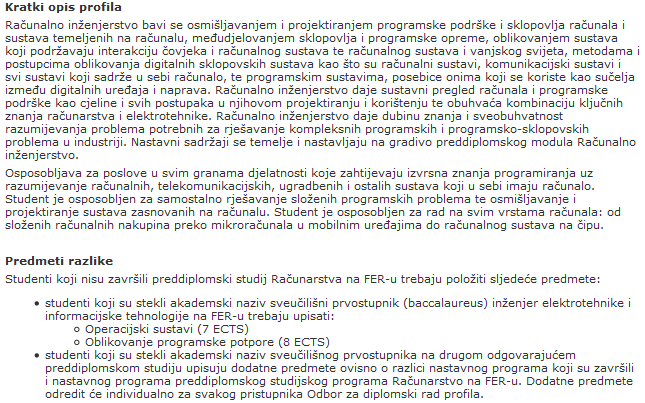 Kratki opis profila
Računalno inženjerstvo bavi se osmišljavanjem i projektiranjem programske podrške i sklopovlja računala i
sustava temeljenih na računalu, međudjelovanjem sklopovlja i programske opreme, oblikovanjem sustava
koji podržavaju interakciju čovjeka i računalnog sustava te računalnog sustava i vanjskog svijeta, metodama i
postupcima oblikovanja digitalnih sklopovskih sustava kao što su računalni sustavi, komunikacijski sustavi i
svi sustavi koji sadrže u sebi računalo, te programskim sustavima, posebice onima koji se koriste kao sučelja
između digitalnih uređaja i naprava. Računalno inženjerstvo daje sustavni pregled računala i programske
podrške kao cjeline i svih postupaka u njihovom projektiranju i korištenju te obuhvaća kombinaciju ključnih
znanja računarstva i elektrotehnike. Računalno inženjerstvo daje dubinu znanja i sveobuhvatnost
razumijevanja problema potrebnih za rješavanje kompleksnih programskih i programsko-sklopovskih
problema u industriji. Nastavni sadržaji se temelje i nastavljaju na gradivo preddiplomskog modula Računalno
inženjerstvo.
Osposobljava za poslove u svim granama djelatnosti koje zahtijevaju izvrsna znanja programiranja uz
razumijevanje računalnih, telekomunikacijskih, ugradbenih i ostalih sustava koji u sebi imaju računalo.
Student je osposobljen za samostalno rješavanje složenih programskih problema te osmišljavanje i
projektiranje sustava zasnovanih na računalu. Student je osposobljen za rad na svim vrstama računala: od
složenih računalnih nakupina preko mikroračunala u mobilnim uređajima do računalnog sustava na čipu.
Predmeti razlike
Studenti koji nisu završili preddiplomski studij Računarstva na FER-u trebaju položiti sljedeće predmete:
• studenti koji su stekli akademski naziv sveučilišni prvostupnik (baccalaureus) inženjer elektrotehnike i
informacijske tehnologije na FER-u trebaju upisati:
◦ Operacijski sustavi (7 ECTS)
◦ Oblikovanje programske potpore (8 ECTS)
• studenti koji su stekli akademski naziv sveučilišnog prvostupnika na drugom odgovarajućem
preddiplomskom studiju upisuju dodatne predmete ovisno o razlici nastavnog programa koji su završili
i nastavnog programa preddiplomskog studijskog programa Računarstvo na FER-u. Dodatne predmete
odredit će individualno za svakog pristupnika Odbor za diplomski rad profila.